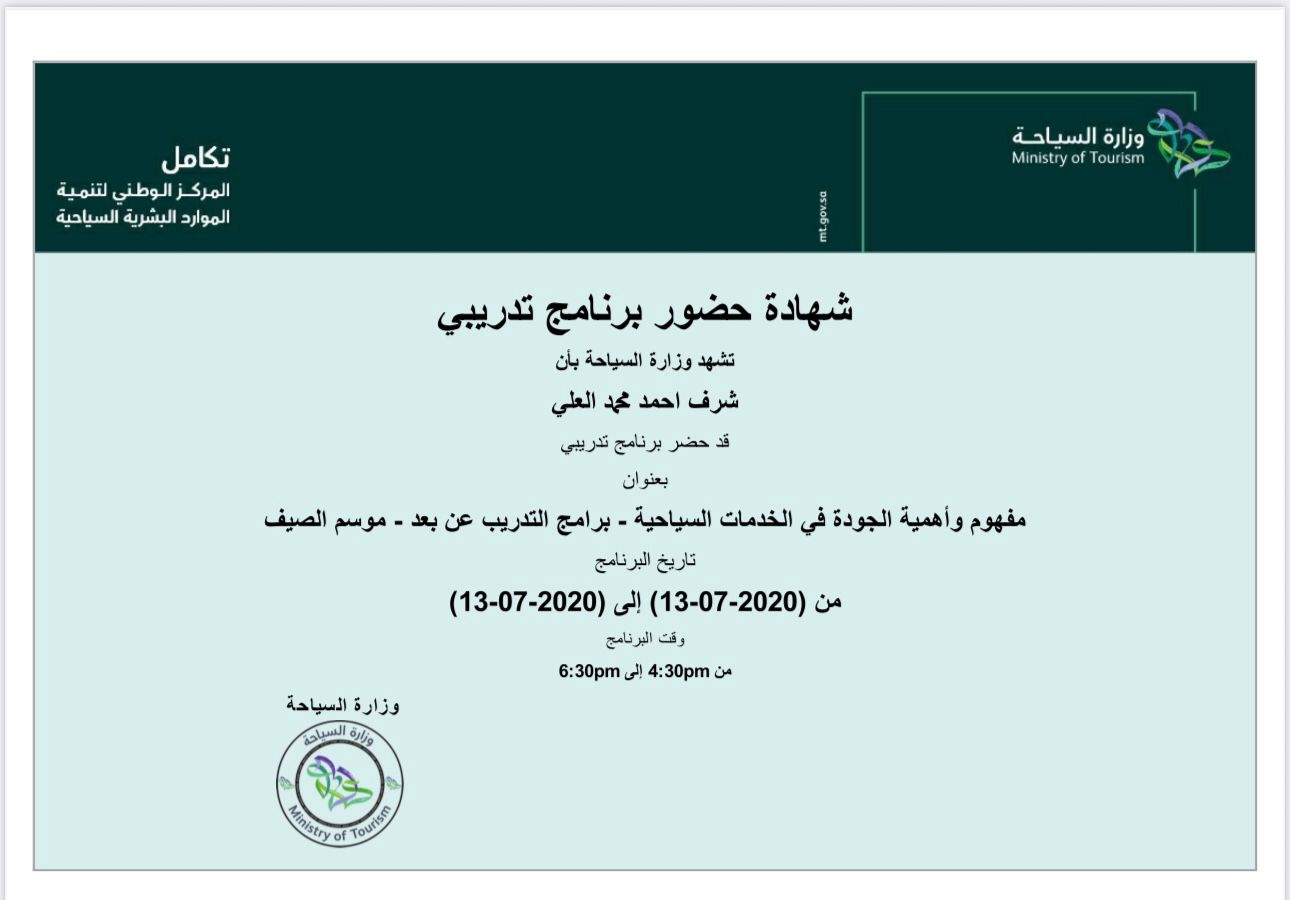 وزارة السياحة
Ministry of Tourism
mt.gov.sa
تكامل
المركز الوطني لتنمية
الموارد البشرية السياحية
شهادة حضور برنامج تدريبي
تشهد وزارة السياحة بأن
شرف احمد محمد العلي
قد حضر برنامج تدريبي
بعنوان
مفهوم وأهمية الجودة في الخدمات السياحية - برامج التدريب عن بعد - موسم الصيف
تاريخ البرنامج
من (2020-07-13) إلى (2020-07-13)
وقت البرنامج
من 4:30pm إلى 6:30pm
وزارة السياحة
وزارة السياحة
Ministry of Tourism